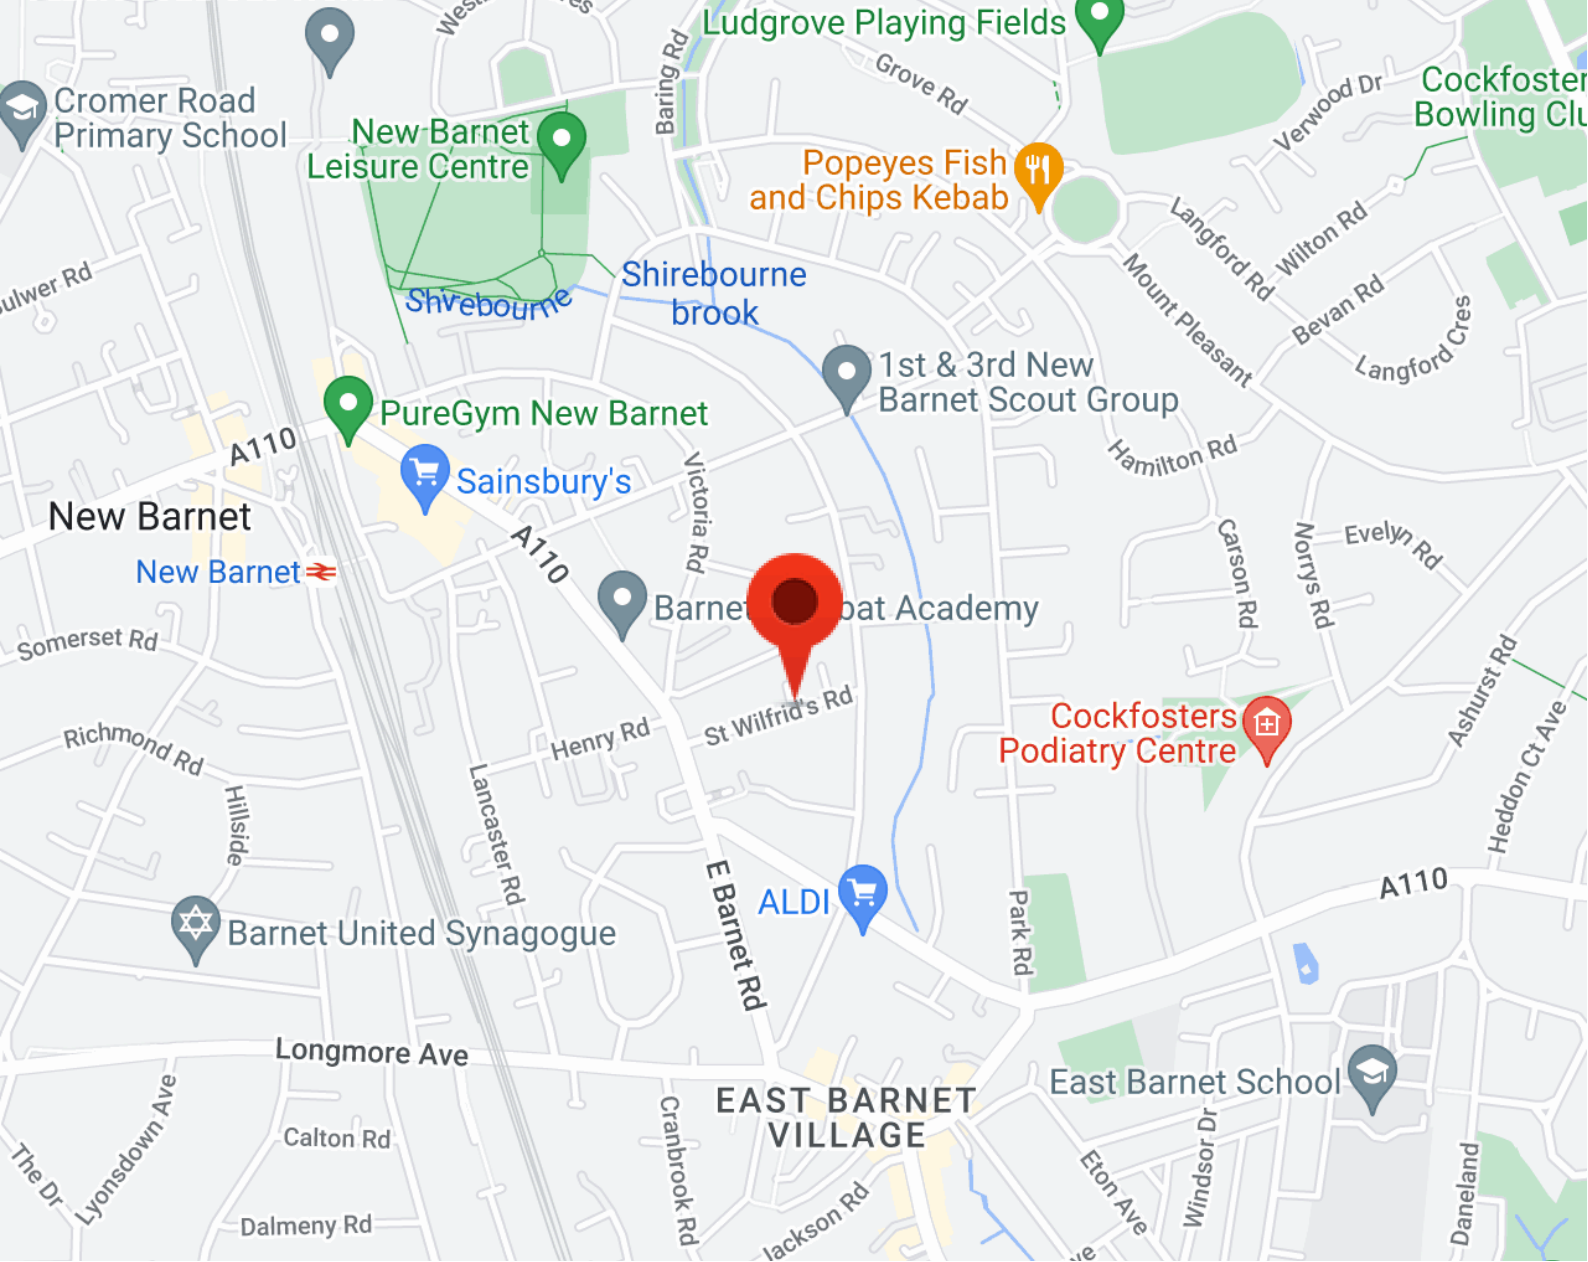 Ludgrove Playing Fields
Baring Rd
Grove Rd
Verwood Dr
Cockfoster
Bowling Clu
Cromer Road
Primary School
New Barnet
Leisure Centre
Popeyes Fish
and Chips Kebab
Langford Rd
Wilton Rd
ulwer Rd
Shirebourne
Shirebourne
brook
Mount Pleasant
Bevan Rd
Langford Cres
1st & 3rd New
Barnet Scout Group
PureGym New Barnet
A110
Sainsbury's
Victoria Rd
Hamilton Rd
New Barnet
New Barnet
A110
Carson Rd
Norrys Rd
Evelyn Rd
Barnet
bat Academy
Somerset Rd
Ashurst Rd
St Wilfrid's Rd
Henry Rd
Cockfosters
Podiatry Centre
Richmond Rd
Heddon Ct Ave
Hillside
Lancaster Rd
E Barnet Rd
ALDI
A110
Park Rd
Barnet United Synagogue
Longmore Ave
EAST BARNET
VILLAGE
East Barnet School
Lyonsdown Ave
Calton Rd
Cranbrook Rd
The Dr
Eton Ave
Windsor Dr
Daneland
Dalmeny Rd
Jackson Rd
ve